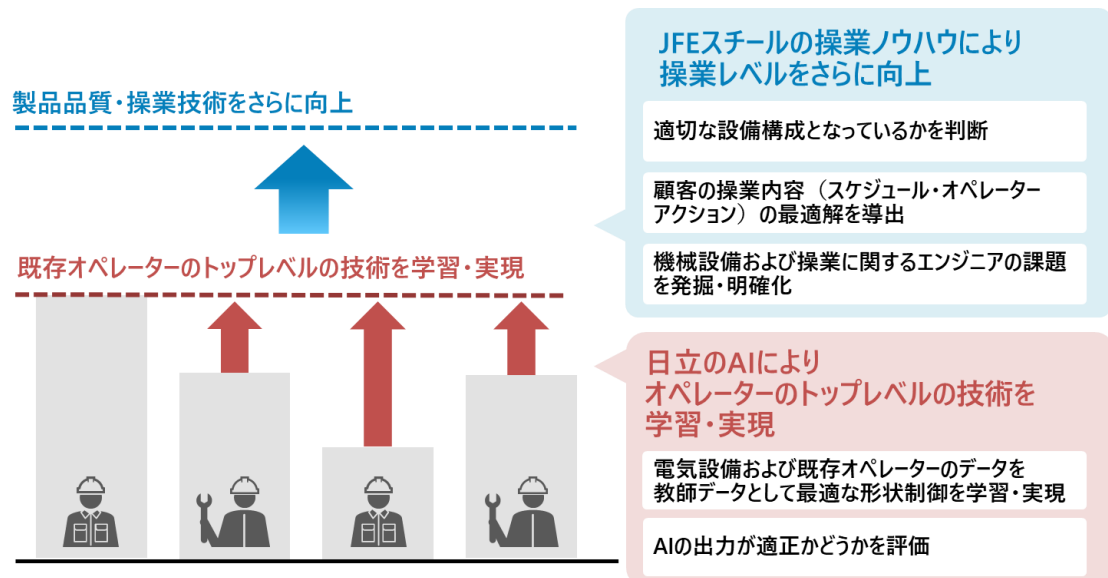 製品品質・操業技術をさらに向上
既存オペレーターのトップレベルの技術を学習・実現
JFEスチールの操業ノウハウにより
操業レベルをさらに向上
適切な設備構成となっているかを判断
顧客の操業内容（スケジュール・オペレーター
アクション）の最適解を導出
機械設備および操業に関するエンジニアの課題
を発掘・明確化
日立のAIにより
オペレーターのトップレベルの技術を
学習・実現
電気設備および既存オペレーターのデータを
教師データとして最適な形状制御を学習・実現
AIの出力が適正かどうかを評価